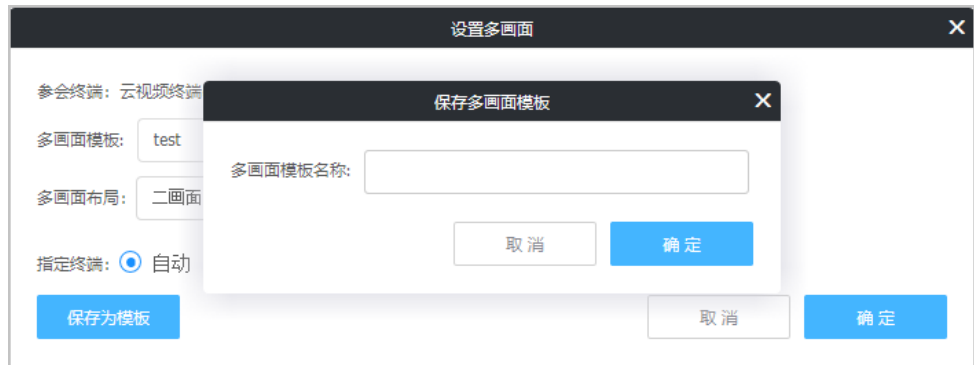 设置多画面
参会终端：云视频终端
保存多画面模板
多画面模板：
test
多画面模板名称:
多画面布局：
二画面
取消
确定
指定终端：
自动
保存为模板
取消
确定